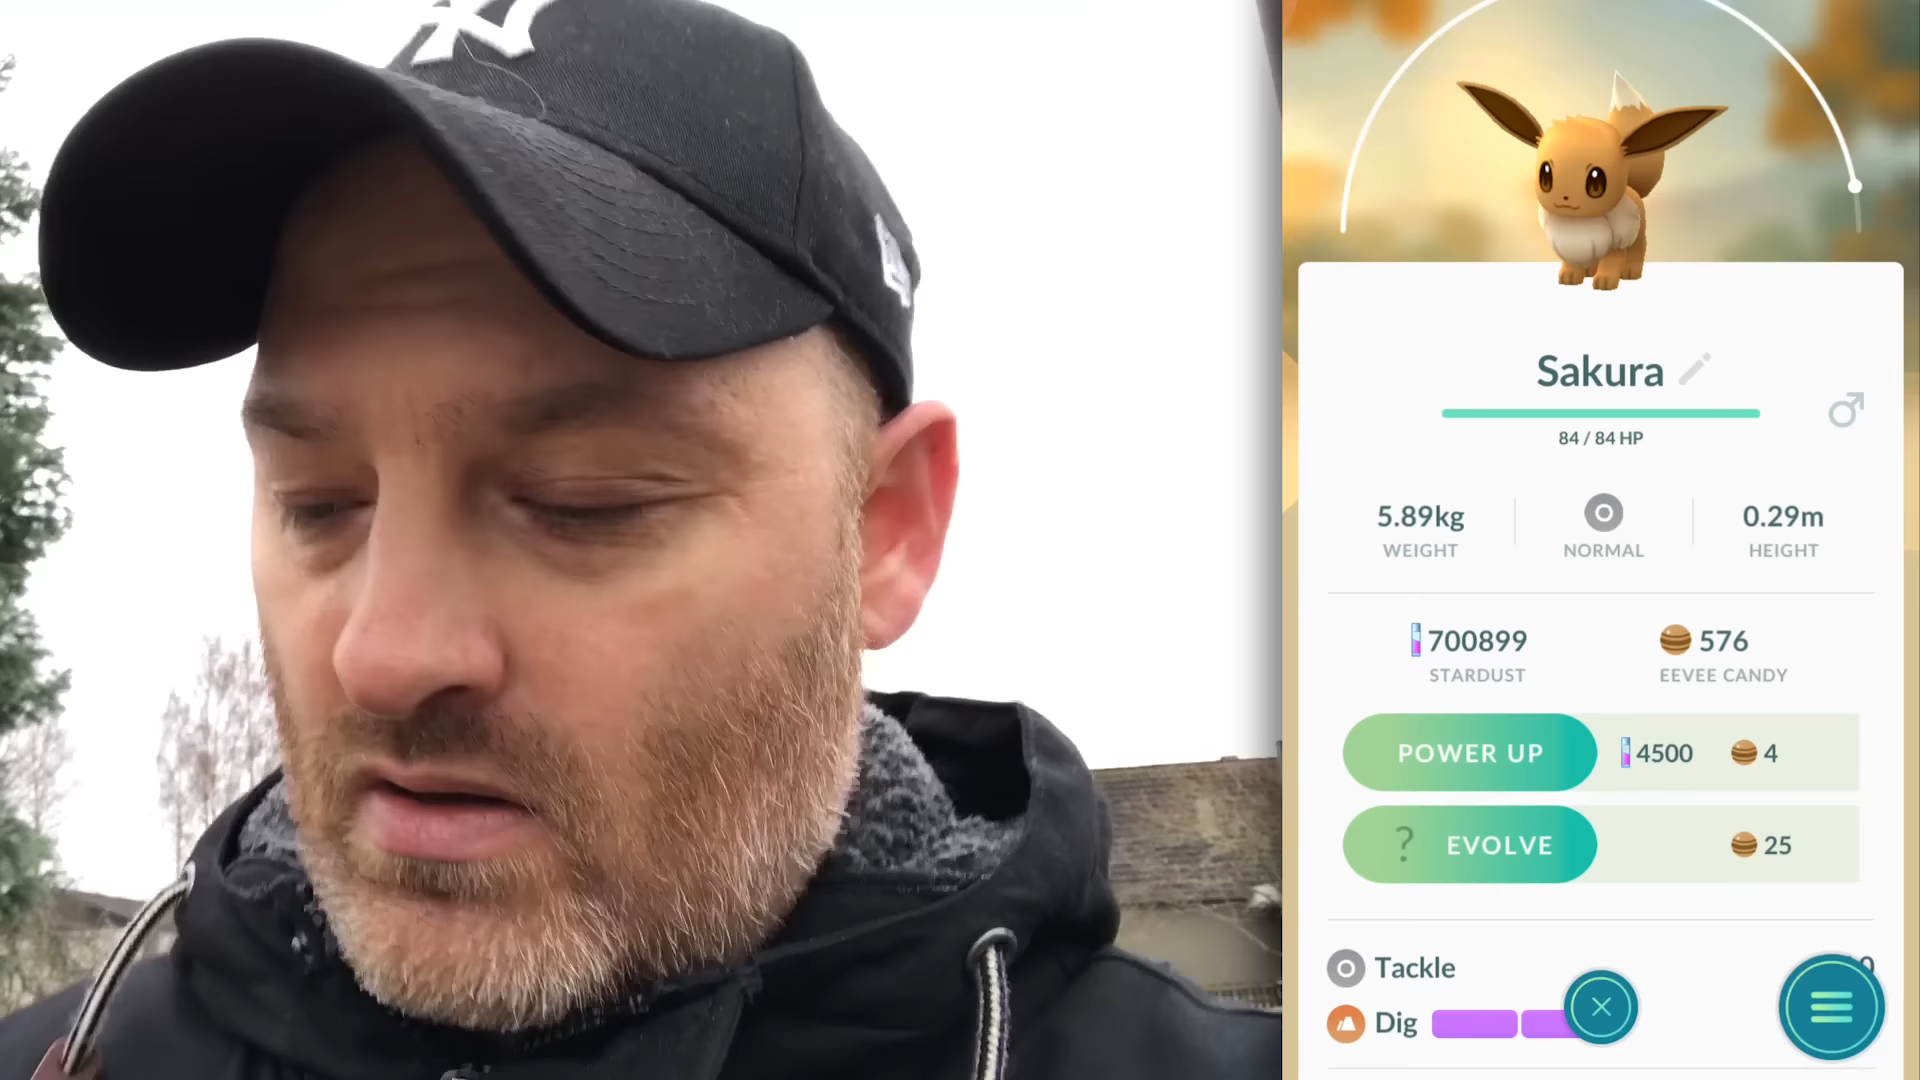 Sakura
84 / 84 HP
5.89kg
WEIGHT
NORMAL
0.29m
HEIGHT
700899
STARDUST
576
EEVEE CANDY
POWER UP 4500 4
? EVOLVE 25
Tackle
Dig